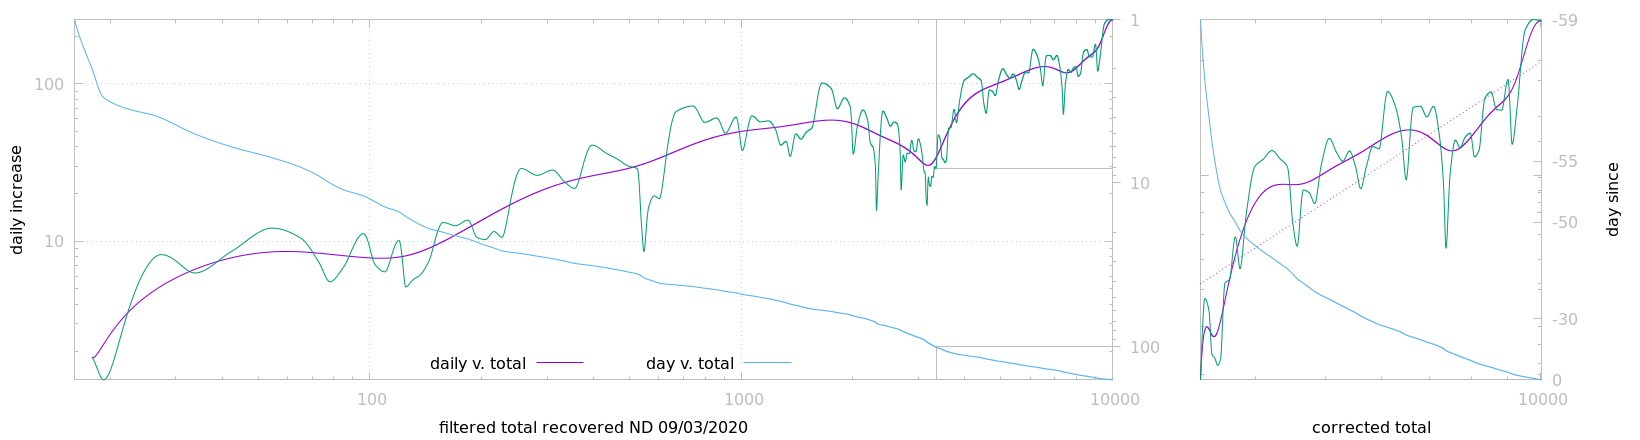 daily increase
100
10
daily v. total
day v. total
100
1000
10000
1
10
100
filtered total recovered ND 09/03/2020
-59
-55
-50
-30
0
10000
day since
corrected total